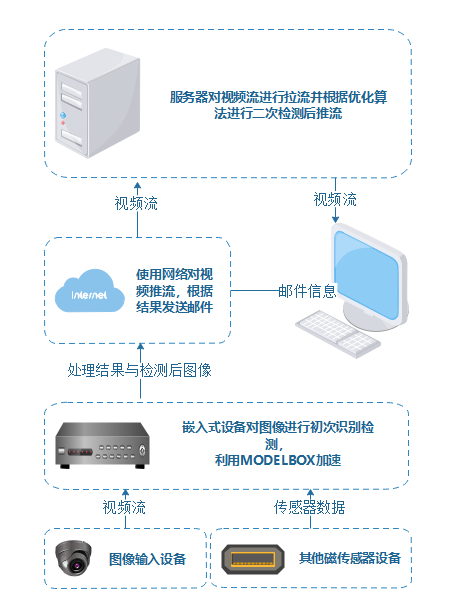 服务器对视频流进行拉流并根据优化算
法进行二次检测后推流
视频流
视频流
Internet
使用网络对视
频推流，根据
结果发送邮件
邮件信息
处理结果与检测后图像
嵌入式设备对图像进行初次识别检
测，
利用MODELBOX加速
视频流
传感器数据
图像输入设备
其他磁传感器设备